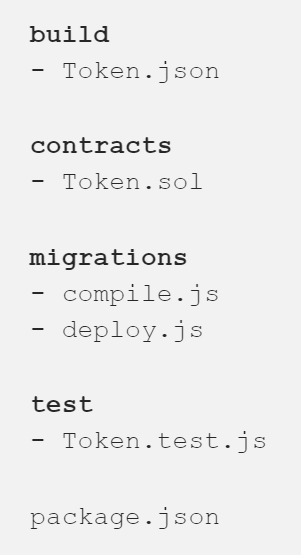 build
- Token.json
contracts
- Token.sol
migrations
- compile.js
- deploy.js
test
- Token.test.js
package.json